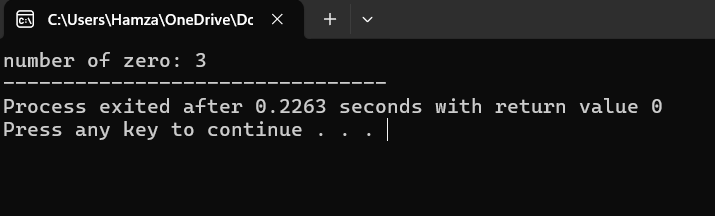 C:\Users\Hamza\OneDrive\Dc
number of zero: 3
--------------------------------
Process exited after 0.2263 seconds with return value 0
Press any key to continue . . .